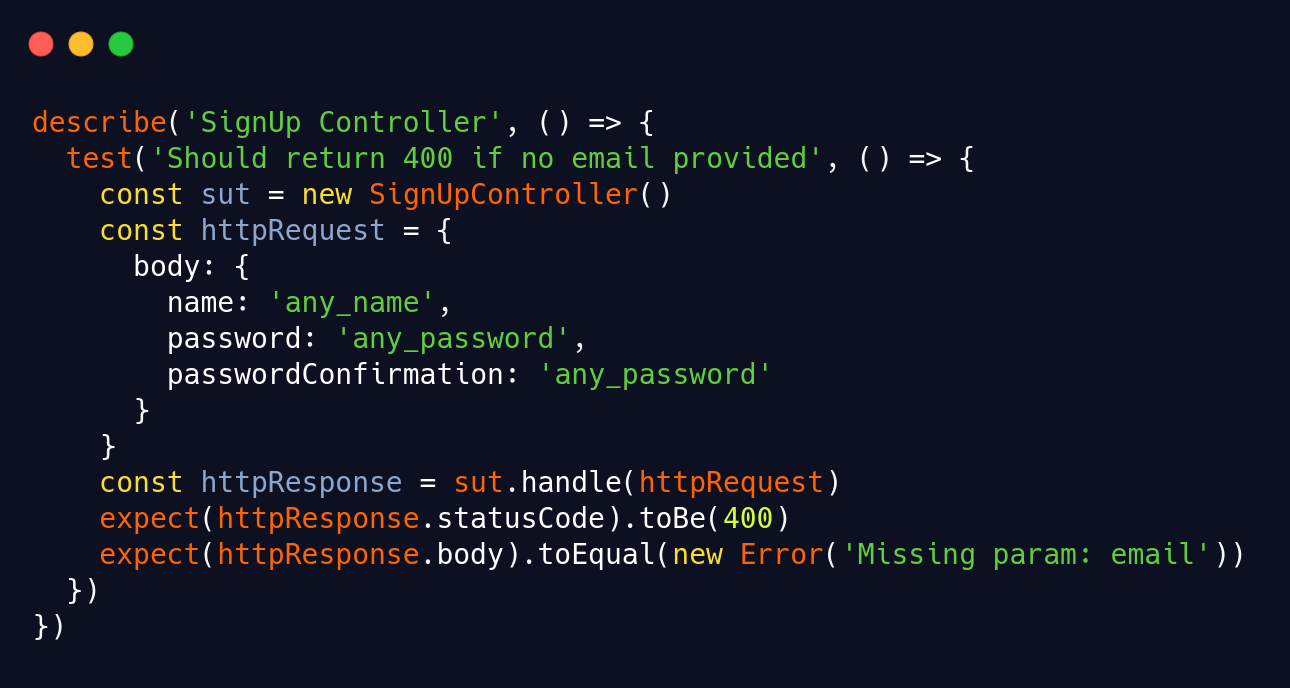 describe('SignUp Controller', () => {
  test('Should return 400 if no email provided', () => {
    const sut = new SignUpController()
    const httpRequest = {
      body: {
        name: 'any_name',
        password: 'any_password',
        passwordConfirmation: 'any_password'
      }
    }
    const httpResponse = sut.handle(httpRequest)
    expect(httpResponse.statusCode).toBe(400)
    expect(httpResponse.body).toEqual(new Error('Missing param: email'))
  })
})